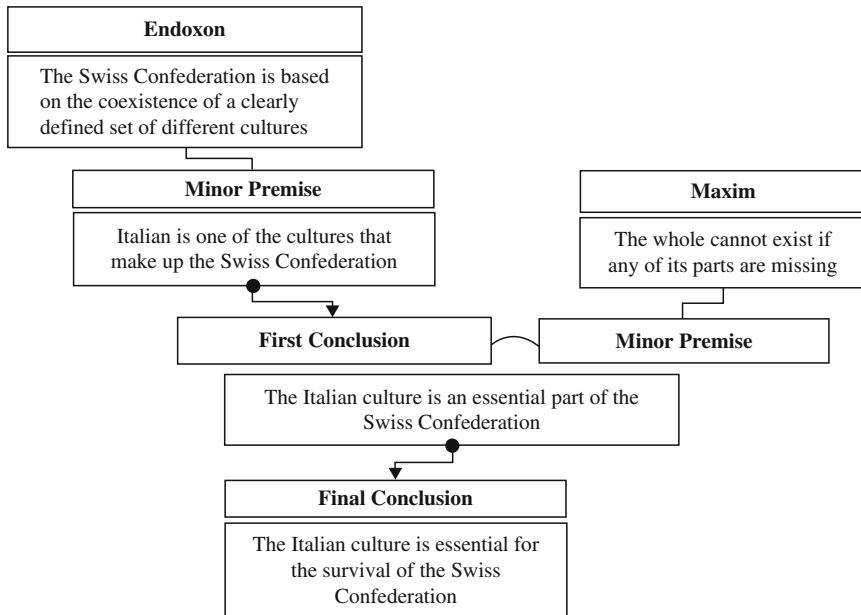 Endoxon
The Swiss Confederation is based
on the coexistence of a clearly
defined set of different cultures
Minor Premise
Italian is one of the cultures that
make up the Swiss Confederation
Maxim
The whole cannot exist if
any of its parts are missing
First Conclusion
Minor Premise
The Italian culture is an essential part of the
Swiss Confederation
Final Conclusion
The Italian culture is essential for
the survival of the Swiss
Confederation